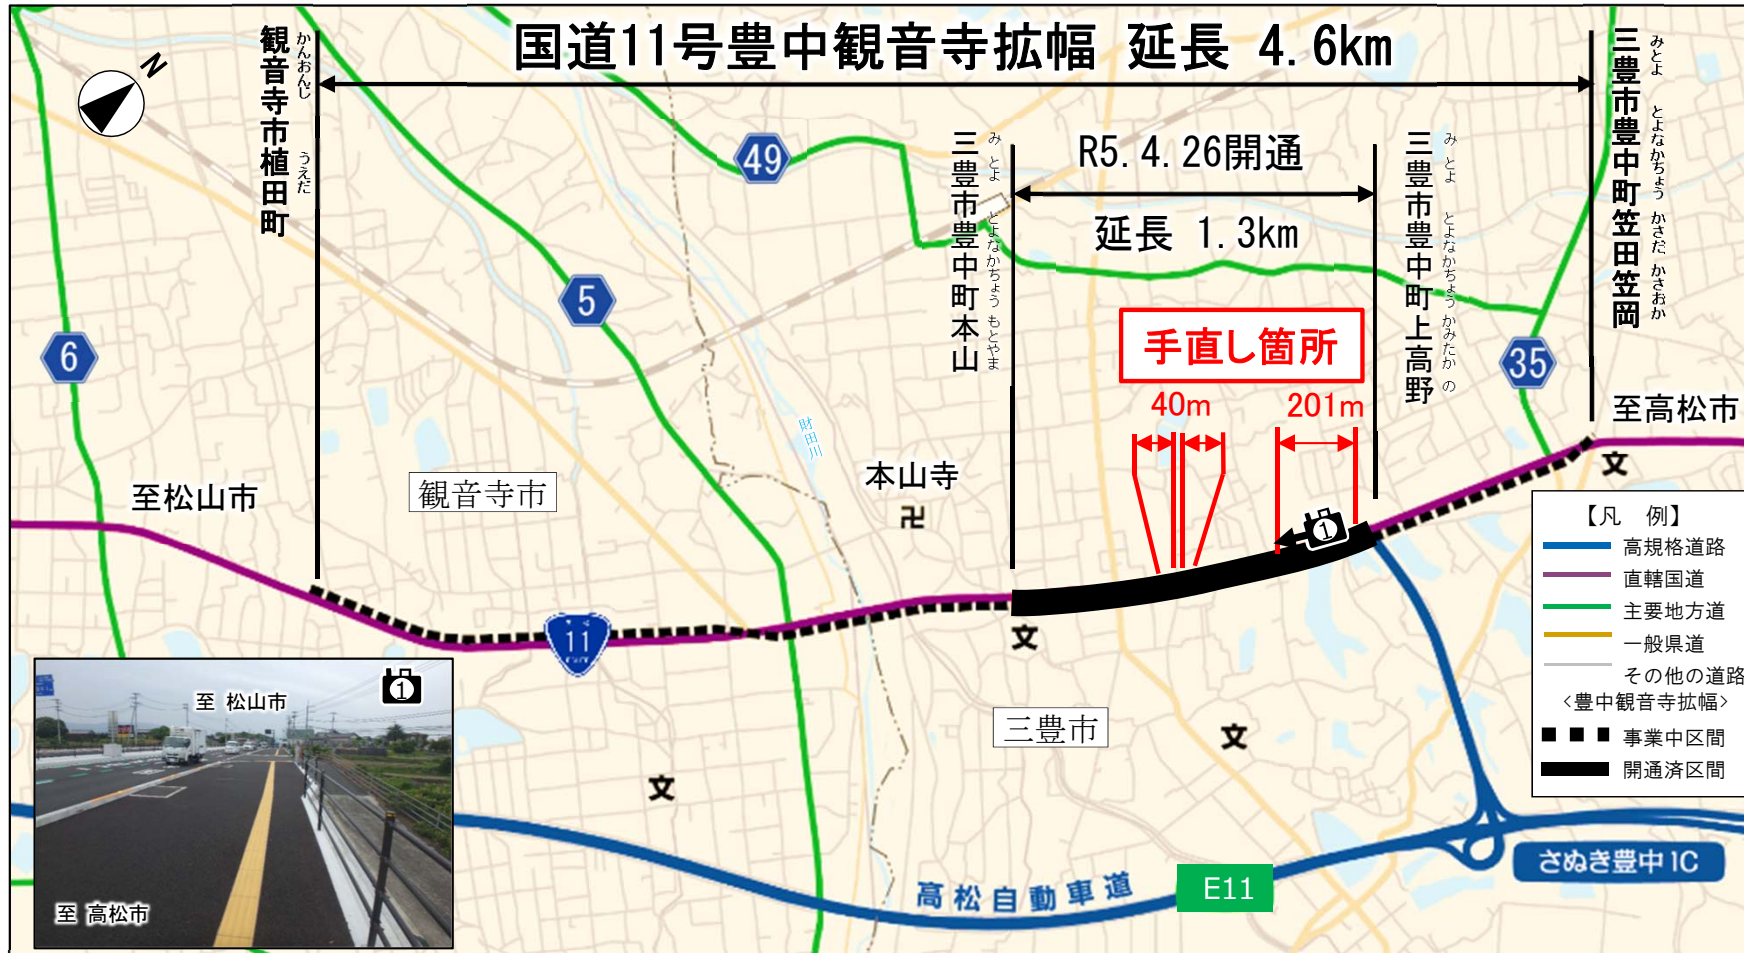 国道11号豊中観音寺拡幅 延長 4.6km
N
観音寺市植田町
かんおんじ うえだ
三豊市豊中町笠田笠岡
みとよ とよなかちょう かさだ かさおか
三豊市豊中町本山
みとよ とよなかちょう もとやま
R5.4.26開通
延長 1.3km
三豊市豊中町上高野
みとよ とよなかちょう かみたかの
49
5
6
35
手直し箇所
40m
201m
至高松市
至松山市
観音寺市
財田川
本山寺
卍
1
文
文
文
文
11
三豊市
【凡 例】
高規格道路
直轄国道
主要地方道
一般県道
その他の道路
<豊中観音寺拡幅>
事業中区間
開通済区間
至 松山市
1
至 高松市
高松自動車道
E11
さぬき豊中IC